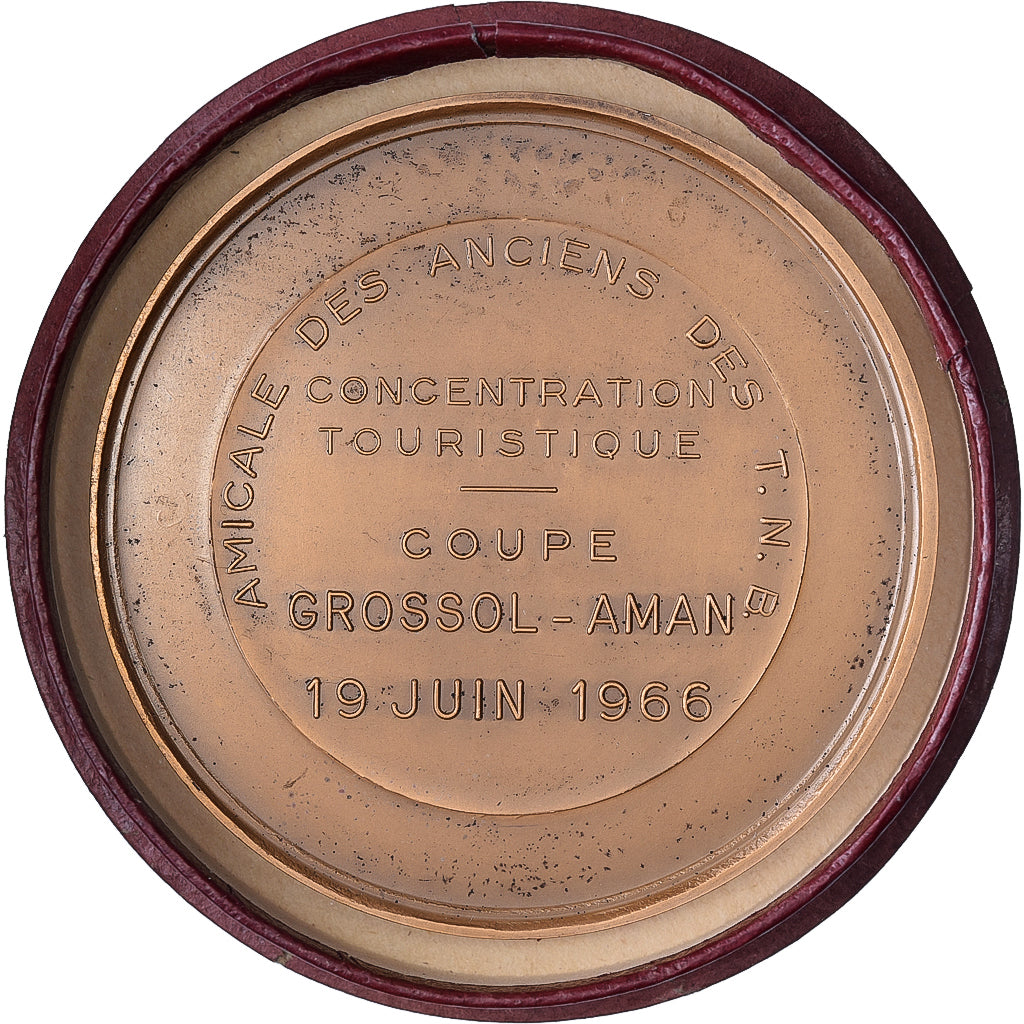 AMICALE DES ANCIENS DES T.N.B.
CONCENTRATION
TOURISTIQUE
COUPE
GROSSOL-AMAN
19 JUIN 1966